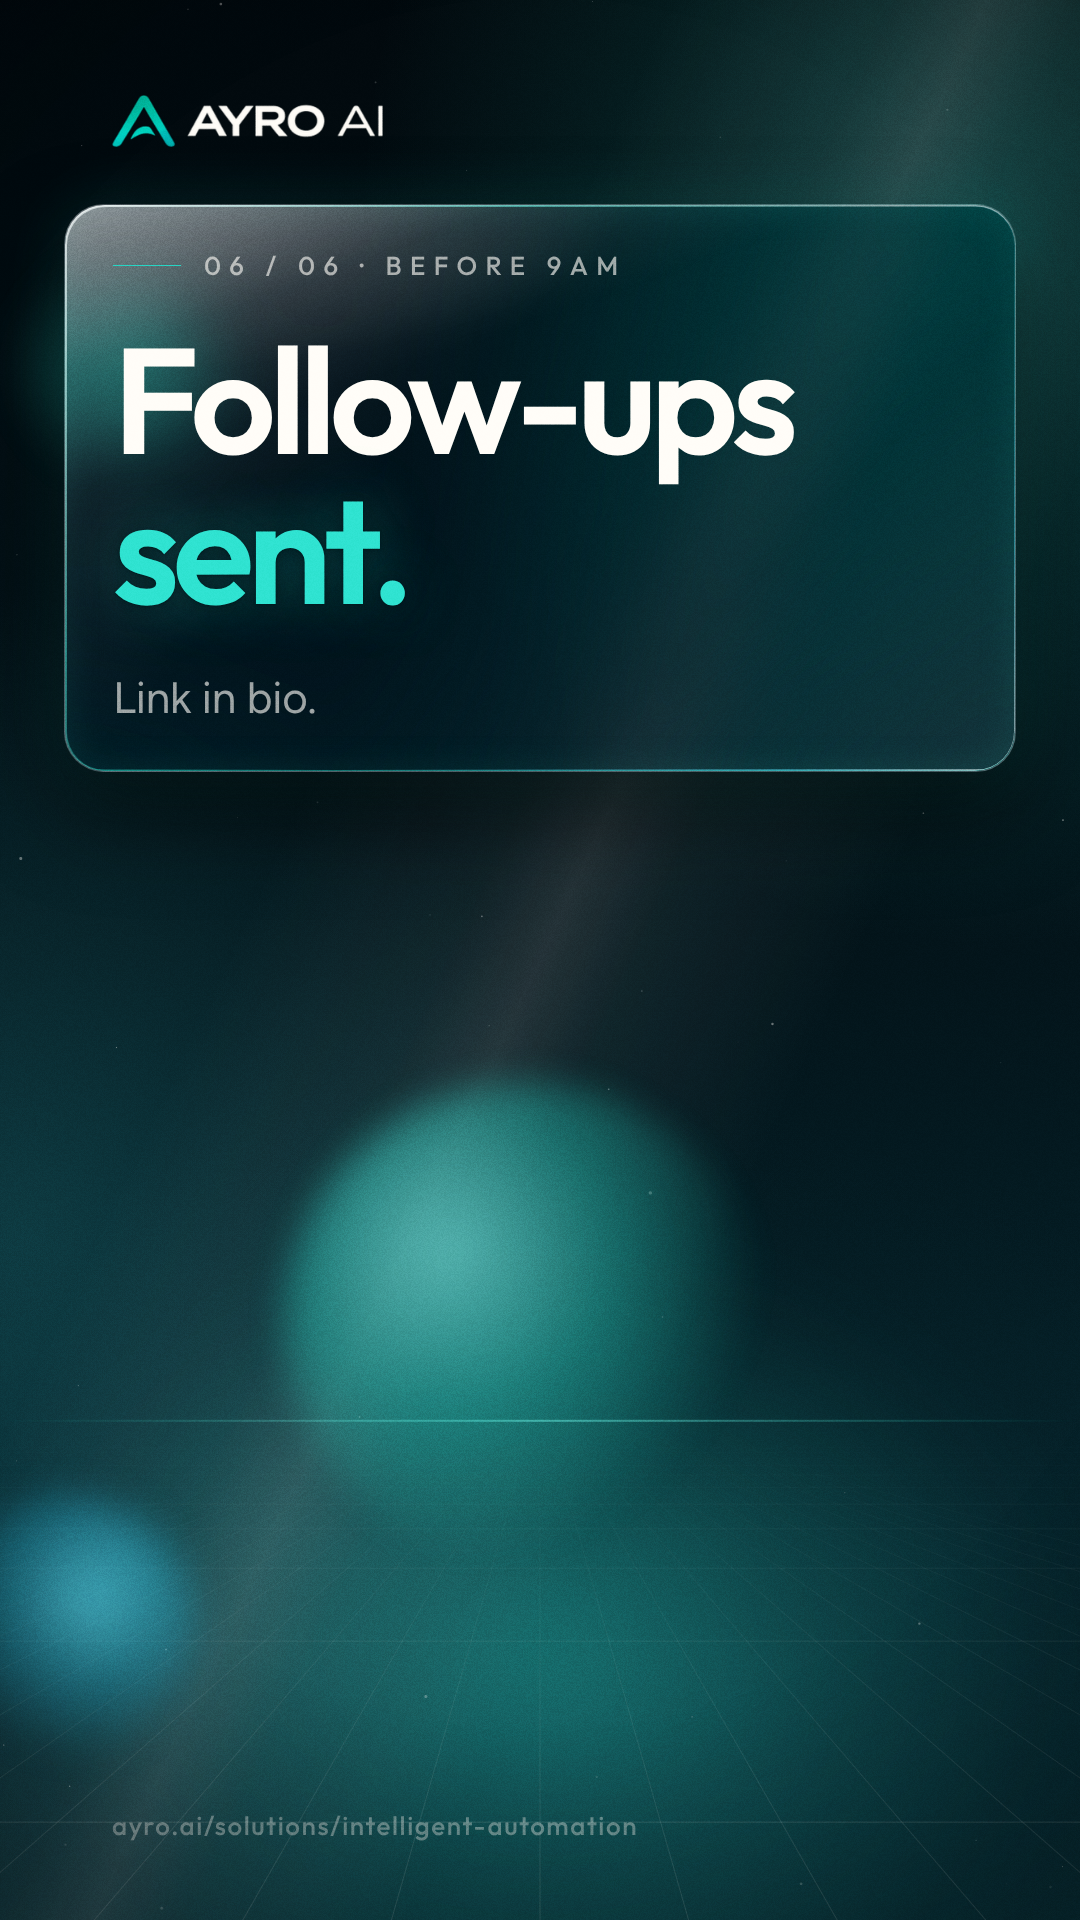 AYRO AI
06 / 06 · BEFORE 9AM
Follow-ups
sent.
Link in bio.
ayro.ai/solutions/intelligent-automation